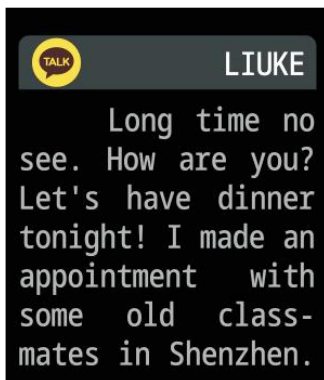 TALK
LIUKE
Long time no
see. How are you?
Let's have dinner
tonight! I made an
appointment with
some old class-
mates in Shenzhen.